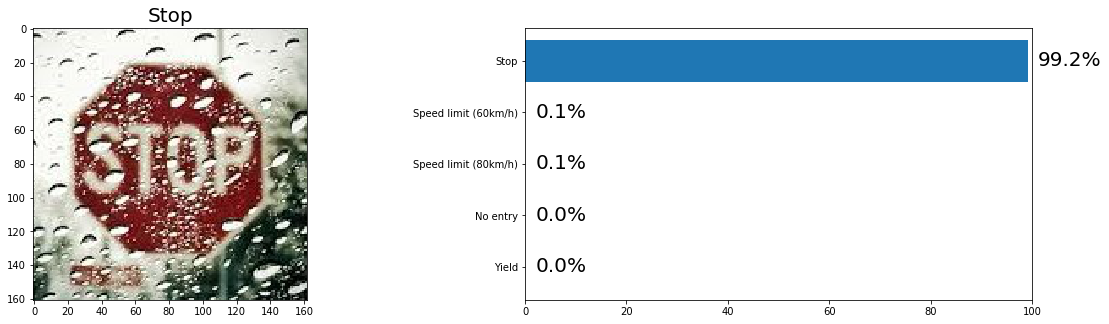 Stop
0
20
40
60
80
100
120
140
160
0 20 40 60 80 100 120 140 160
STOP
Stop 99.2%
Speed limit (60km/h) 0.1%
Speed limit (80km/h) 0.1%
No entry 0.0%
Yield 0.0%
0 20 40 60 80 100